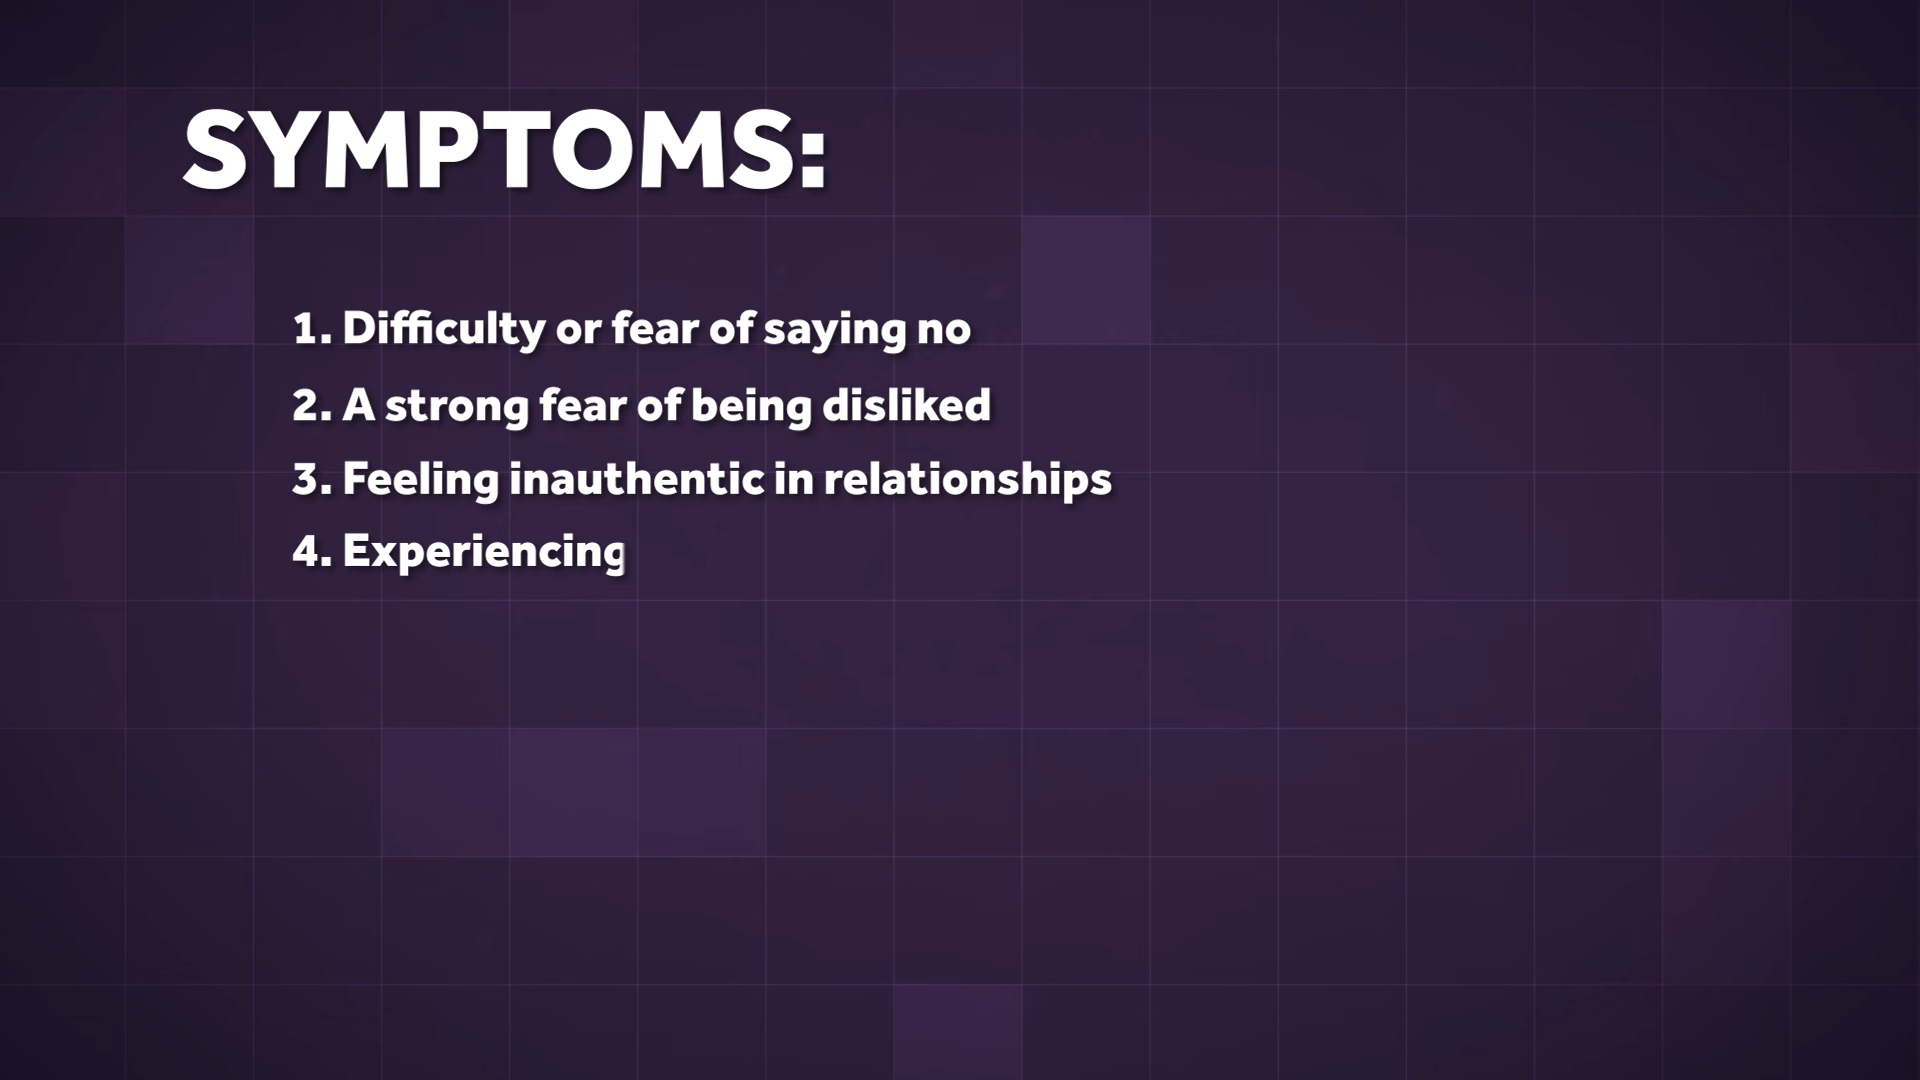 SYMPTOMS:
1. Difficulty or fear of saying no
2. A strong fear of being disliked
3. Feeling inauthentic in relationships
4. Experiencing